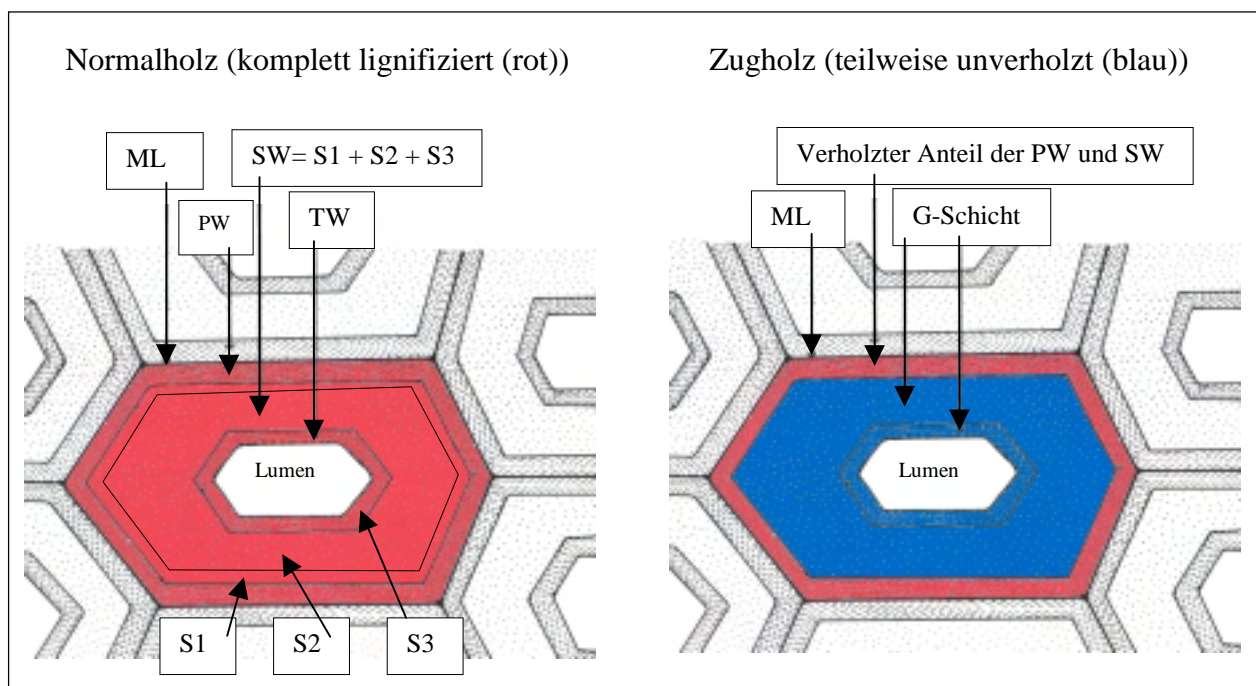 Normalholz (komplett lignifiziert (rot))
ML
SW= S1 + S2 + S3
PW
TW
Lumen
S1
S2
S3
Zugholz (teilweise unverholzt (blau))
Verholzter Anteil der PW und SW
ML
G-Schicht
Lumen